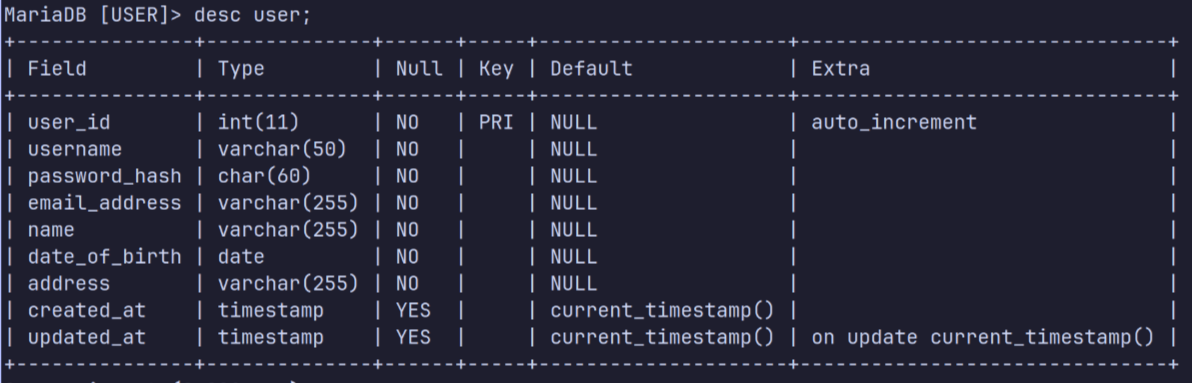 MariaDB [USER]> desc user;
+---------------+--------------+------+-----+---------------------+-------------------------------+
| Field         | Type         | Null | Key | Default             | Extra                         |
+---------------+--------------+------+-----+---------------------+-------------------------------+
| user_id       | int(11)      | NO   | PRI | NULL                | auto_increment                |
| username      | varchar(50)  | NO   |     | NULL                |                               |
| password_hash | char(60)     | NO   |     | NULL                |                               |
| email_address | varchar(255) | NO   |     | NULL                |                               |
| name          | varchar(255) | NO   |     | NULL                |                               |
| date_of_birth | date         | NO   |     | NULL                |                               |
| address       | varchar(255) | NO   |     | NULL                |                               |
| created_at    | timestamp    | YES  |     | current_timestamp() |                               |
| updated_at    | timestamp    | YES  |     | current_timestamp() | on update current_timestamp() |
+---------------+--------------+------+-----+---------------------+-------------------------------+